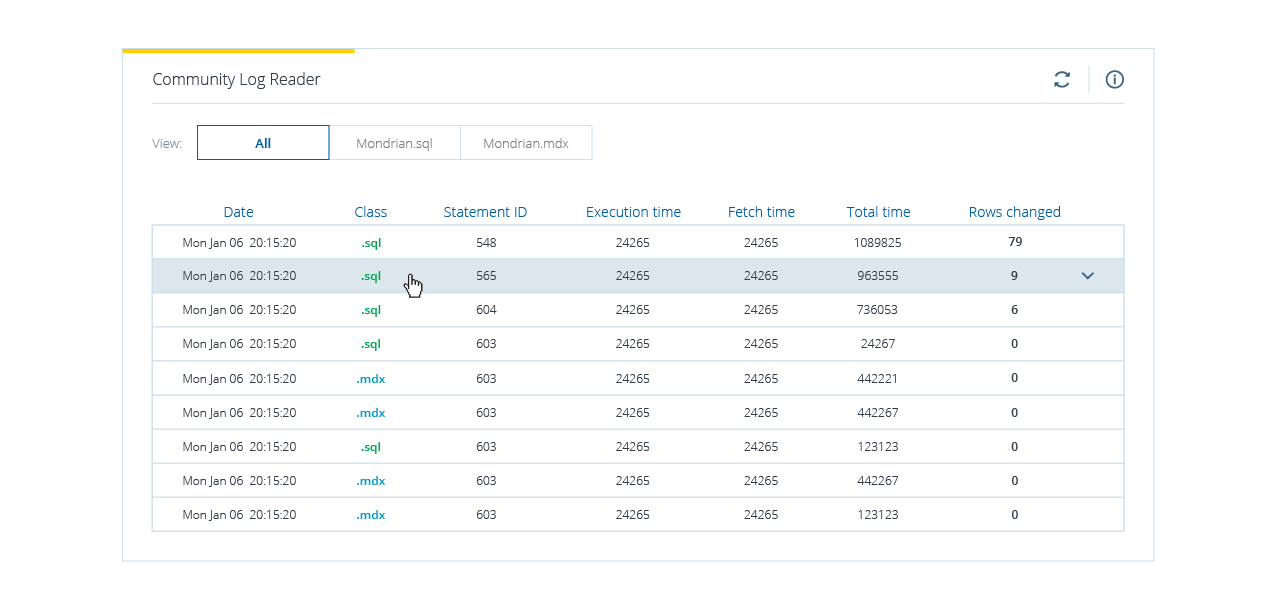 Community Log Reader
View: All Mondrian.sql Mondrian.mdx
Date Class Statement ID Execution time Fetch time Total time Rows changed
Mon Jan 06 20:15:20 .sql 548 24265 24265 1089825 79
Mon Jan 06 20:15:20 .sql 565 24265 24265 963555 9
Mon Jan 06 20:15:20 .sql 604 24265 24265 736053 6
Mon Jan 06 20:15:20 .sql 603 24265 24265 24267 0
Mon Jan 06 20:15:20 .mdx 603 24265 24265 442221 0
Mon Jan 06 20:15:20 .mdx 603 24265 24265 442267 0
Mon Jan 06 20:15:20 .sql 603 24265 24265 123123 0
Mon Jan 06 20:15:20 .mdx 603 24265 24265 442267 0
Mon Jan 06 20:15:20 .mdx 603 24265 24265 123123 0